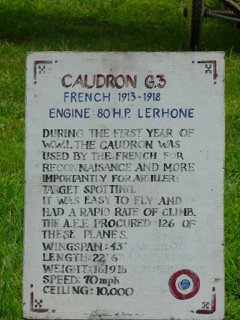 CAUDRON G.3
FRENCH 1913-1918
ENGINE: 80 H.P. LERHONE
DURING THE FIRST YEAR OF
W.W.I. THE CAUDRON WAS
USED BY THE FRENCH FOR
RECONNAISANCE AND MORE
IMPORTANTLY FOR ARTILLERY
TARGET SPOTTING.
IT WAS EASY TO FLY AND
HAD A RAPID RATE OF CLIMB.
THE A.E.F. PROCURED 126 OF
THESE PLANES.
WINGSPAN: 43'
LENGTH: 22' 6"
WEIGHT: 1619 lb
SPEED: 70 mph
CEILING: 10,000